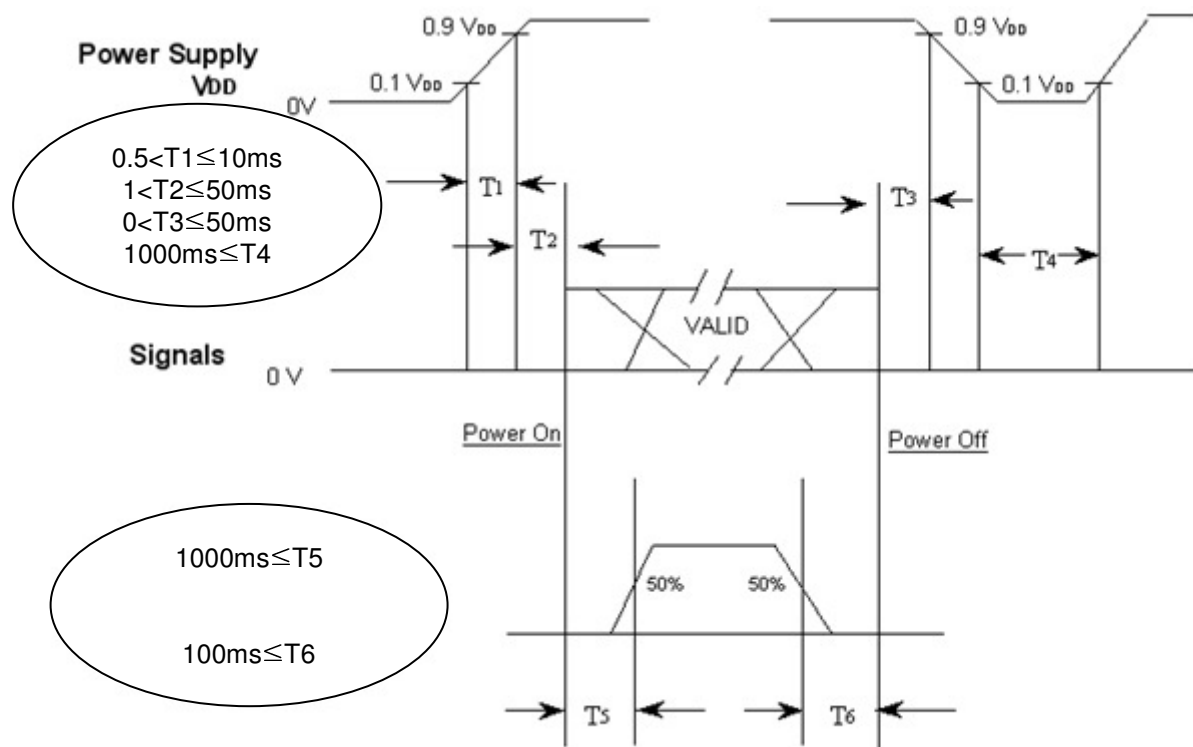 0.9 VDD
0.9 VDD
Power Supply
VDD
0.1 VDD
0.1 VDD
0V
0.5<T1≦10ms
1<T2≦50ms
0<T3≦50ms
1000ms≦T4
T1
T3
T2
T4
VALID
Signals
0 V
Power On
Power Off
1000ms≦T5
50%
50%
100ms≦T6
T5
T6